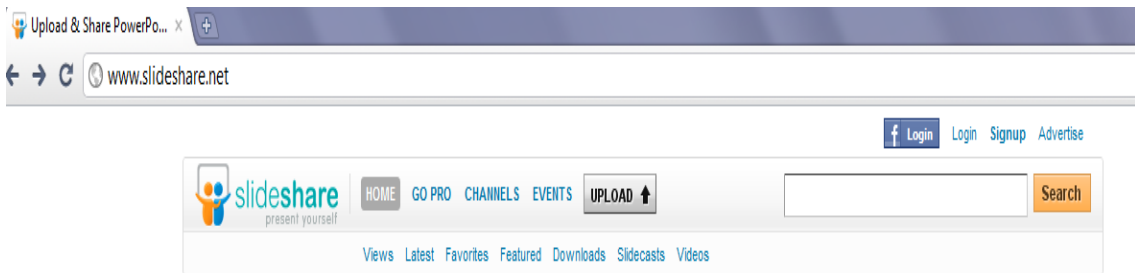 Upload & Share PowerPo...
www.slideshare.net
f Login Login Signup Advertise
slideshare HOME GO PRO CHANNELS EVENTS UPLOAD Search
present yourself
Views Latest Favorites Featured Downloads Slidecasts Videos